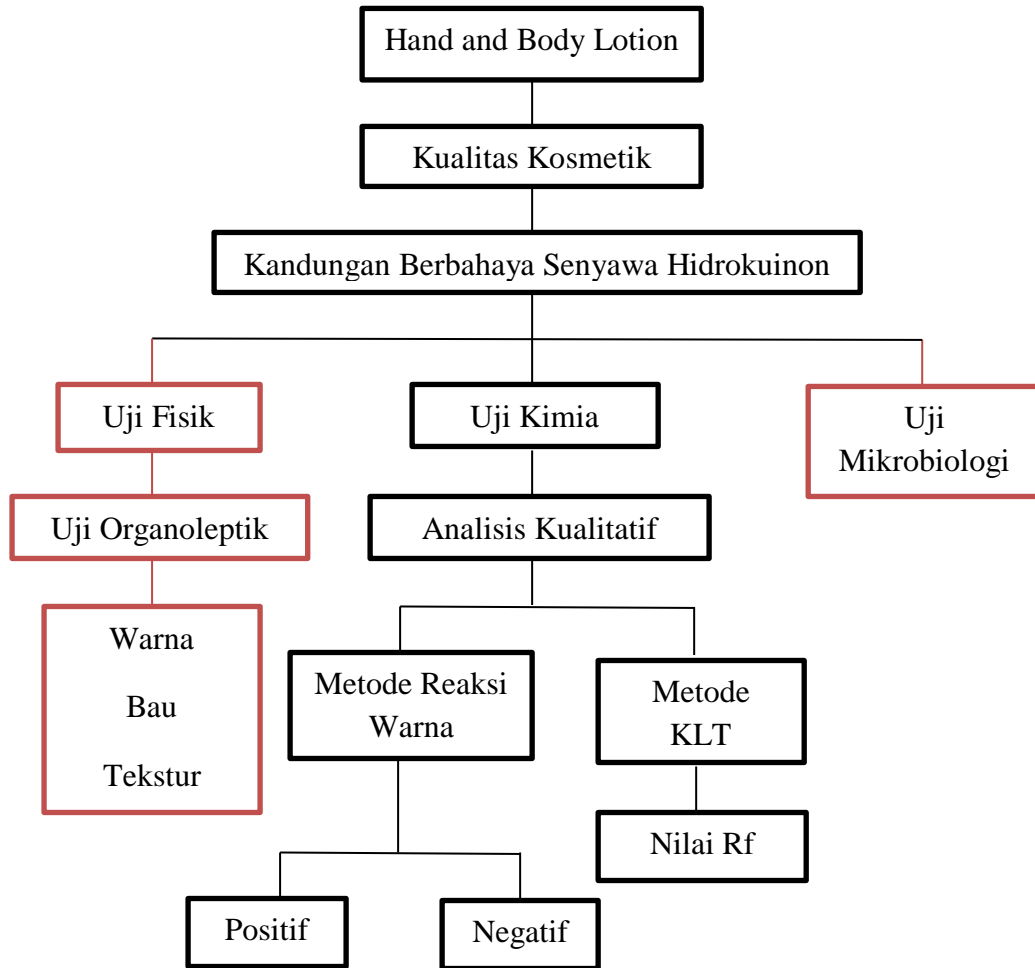 Hand and Body Lotion
Kualitas Kosmetik
Kandungan Berbahaya Senyawa Hidrokuinon
Uji Fisik
Uji Kimia
Uji
Mikrobiologi
Uji Organoleptik
Analisis Kualitatif
Warna
Bau
Tekstur
Metode Reaksi
Warna
Metode
KLT
Nilai Rf
Positif
Negatif